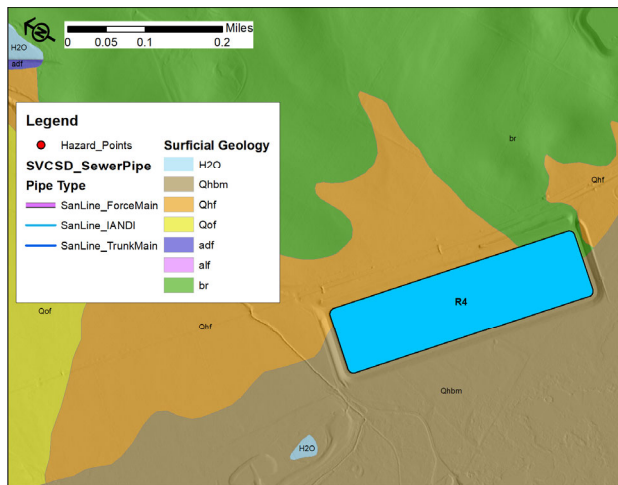 N
Miles
0 0.05 0.1 0.2
H2O
adf
Legend
Hazard_Points
SVCSD_SewerPipe
Pipe Type
SanLine_ForceMain
SanLine_IANDI
SanLine_TrunkMain
Surficial Geology
H2O
Qhbm
Qhf
Qof
adf
alf
br
br
Qhf
R4
Qof
Qhf
Qhbm
H2O